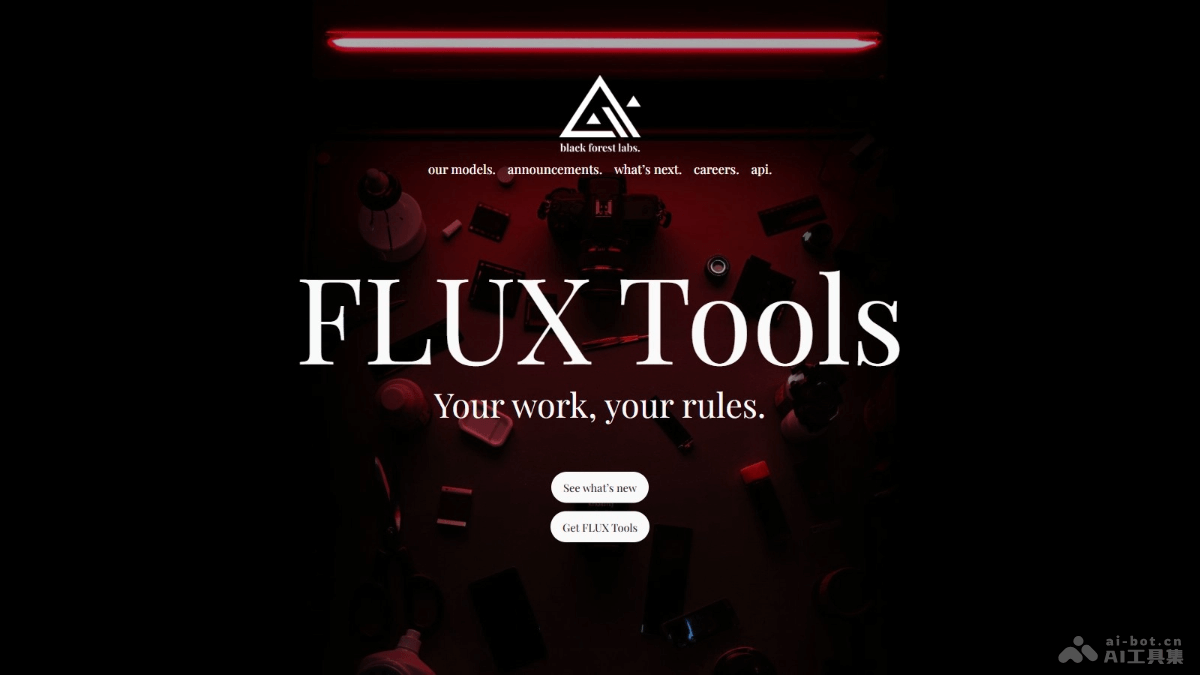 black forest labs.
our models. announcements. what's next. careers. api.
FLUX Tools
Your work, your rules.
See what's new
Get FLUX Tools
ai-bot.cn
AI工具集